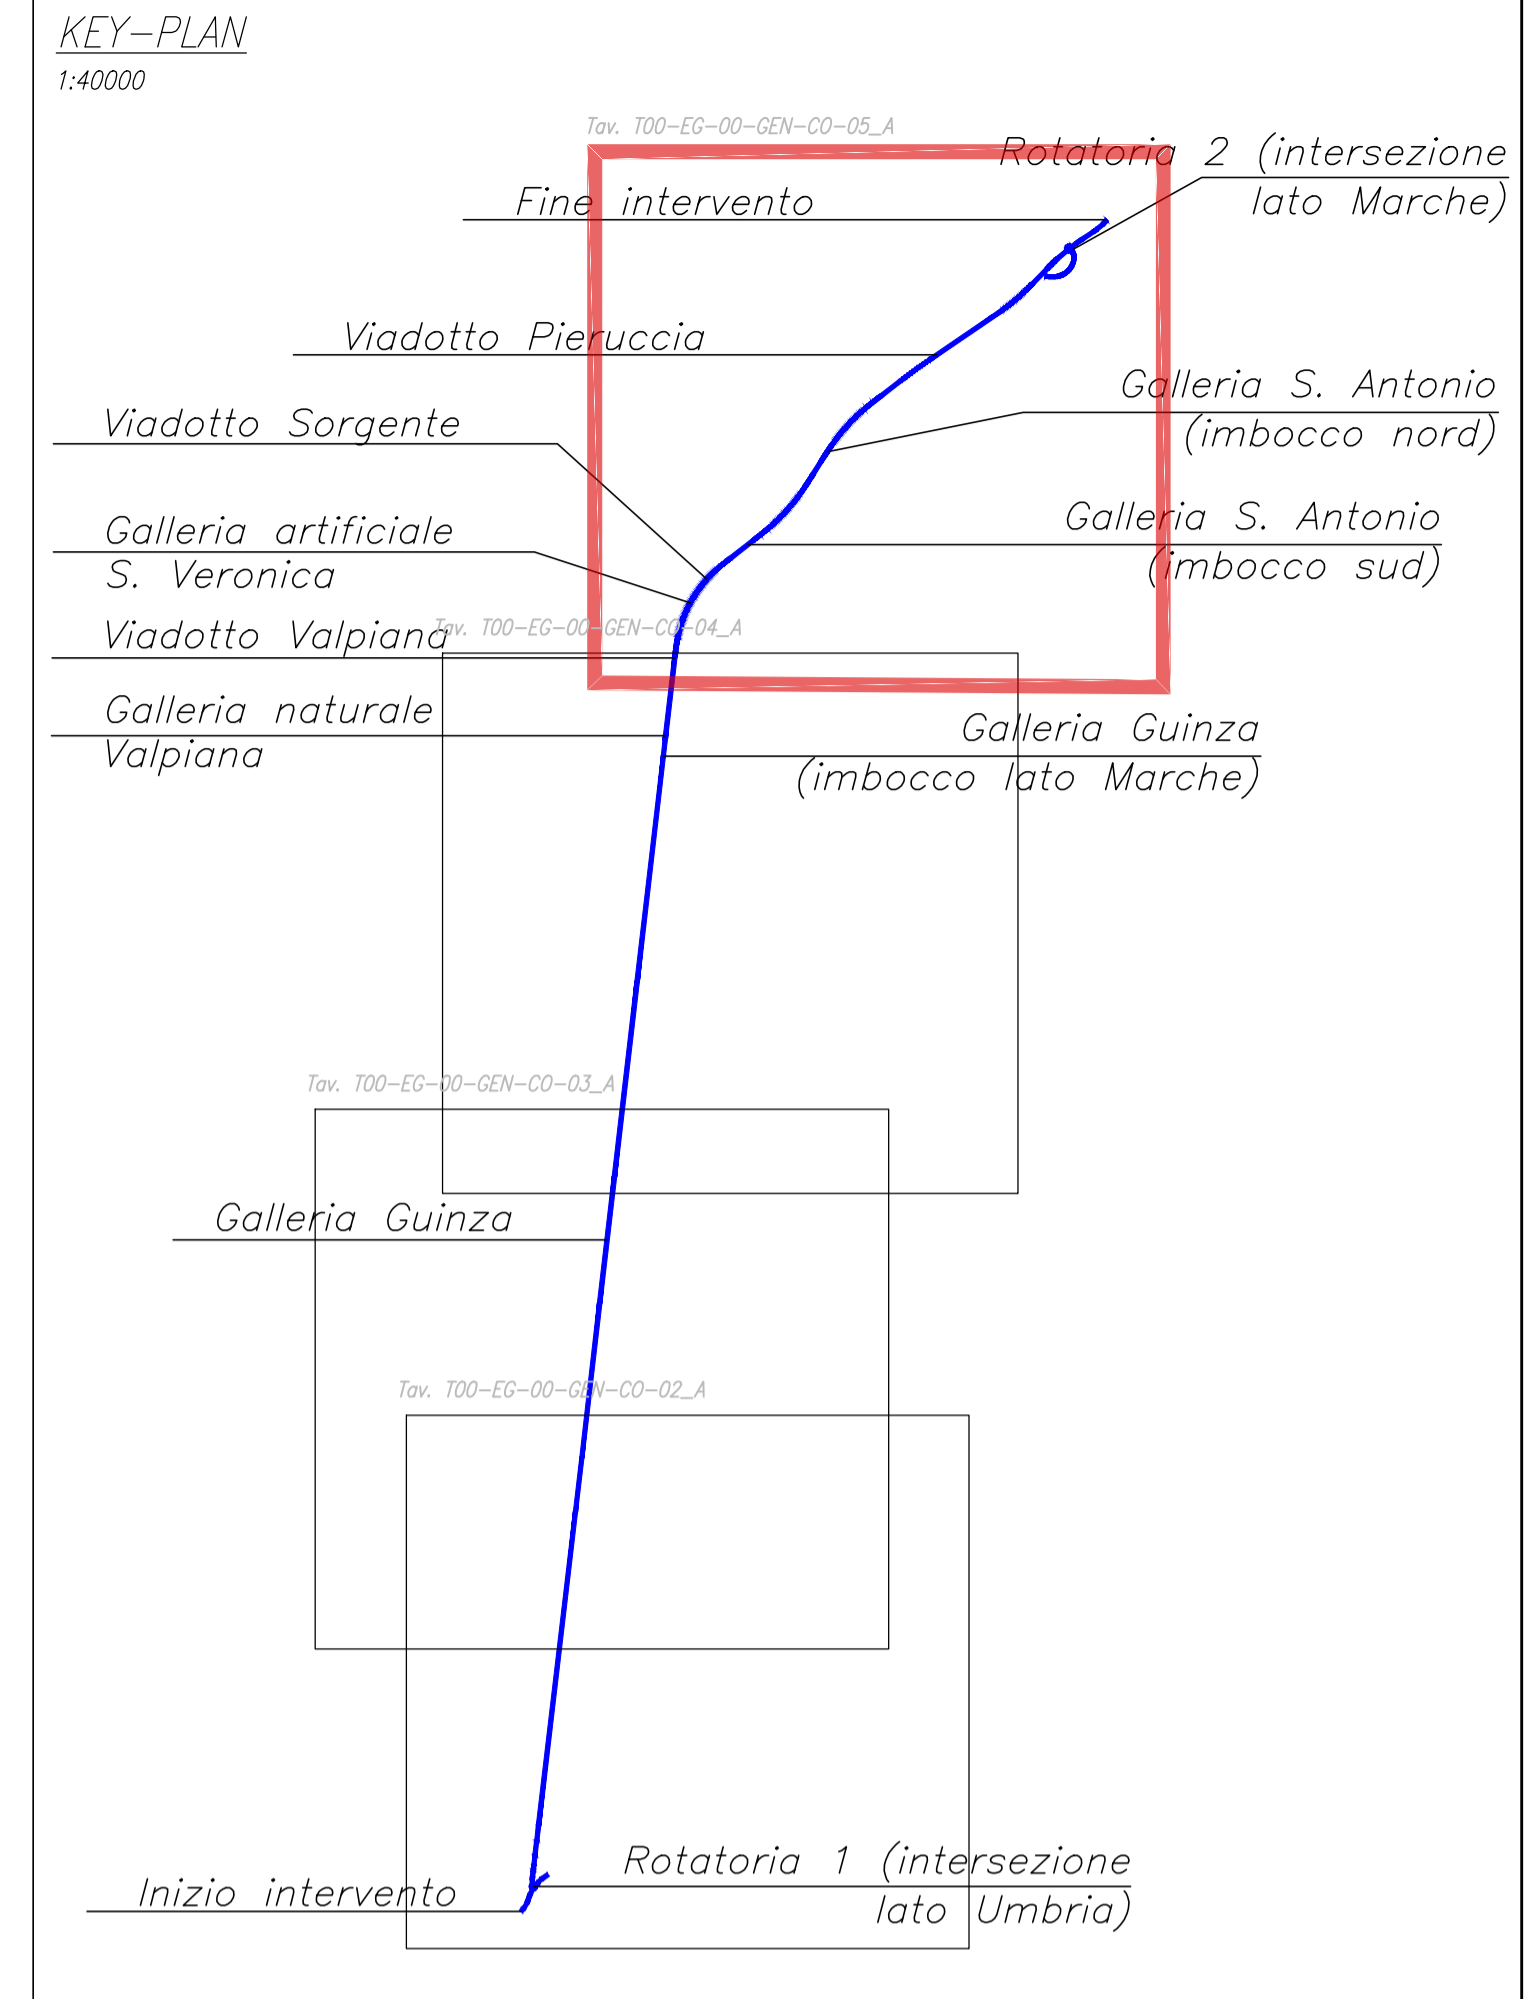 KEY-PLAN
1:40000
Tav. T00-EG-00-GEN-CO-05_A
Rotatoria 2 (intersezione
lato Marche)
Fine intervento
Viadotto Pieruccia
Galleria S. Antonio
(imbocco nord)
Viadotto Sorgente
Galleria S. Antonio
(imbocco sud)
Galleria artificiale
S. Veronica
Tav. T00-EG-00-GEN-CO-04_A
Viadotto Valpiana
Galleria naturale
Valpiana
Galleria Guinza
(imbocco lato Marche)
Tav. T00-EG-00-GEN-CO-03_A
Galleria Guinza
Tav. T00-EG-00-GEN-CO-02_A
Rotatoria 1 (intersezione
lato Umbria)
Inizio intervento